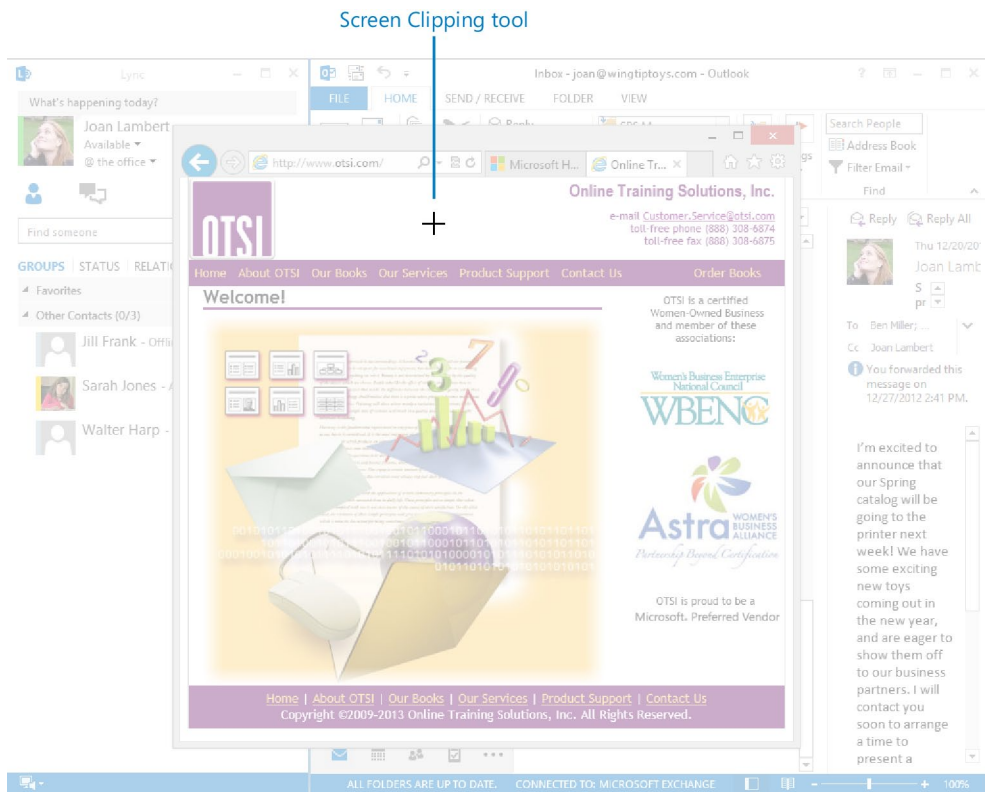 Screen Clipping tool
Lync
What's happening today?
Joan Lambert
Available
@ the office
Find someone
GROUPS STATUS RELATI
Favorites
Other Contacts (0/3)
Jill Frank - Offli
Sarah Jones - A
Walter Harp -
Inbox - joan@wingtiptoys.com - Outlook
FILE HOME SEND / RECEIVE FOLDER VIEW
Reply
Search People
Address Book
Filter Email
Find
gs
http://www.otsi.com/
Microsoft H...
Online Tr...
OTSI
Online Training Solutions, Inc.
e-mail Customer.Service@otsi.com
toll-free phone (888) 308-6874
toll-free fax (888) 308-6875
Home About OTSI Our Books Our Services Product Support Contact Us Order Books
Welcome!
OTSI is a certified
Women-Owned Business
and member of these
associations:
Women's Business Enterprise
National Council
WBENC
Astra WOMEN'S
BUSINESS
ALLIANCE
Partnership Beyond Certification
OTSI is proud to be a
Microsoft. Preferred Vendor
Home | About OTSI | Our Books | Our Services | Product Support | Contact Us
Copyright ©2009-2013 Online Training Solutions, Inc. All Rights Reserved.
Reply Reply All
Thu 12/20/20
Joan Lamb
S
pr
To Ben Miller; ...
Cc Joan Lambert
You forwarded this
message on
12/27/2012 2:41 PM.
I'm excited to
announce that
our Spring
catalog will be
going to the
printer next
week! We have
some exciting
new toys
coming out in
the new year,
and are eager to
show them off
to our business
partners. I will
contact you
soon to arrange
a time to
present a
ALL FOLDERS ARE UP TO DATE. CONNECTED TO: MICROSOFT EXCHANGE 100%